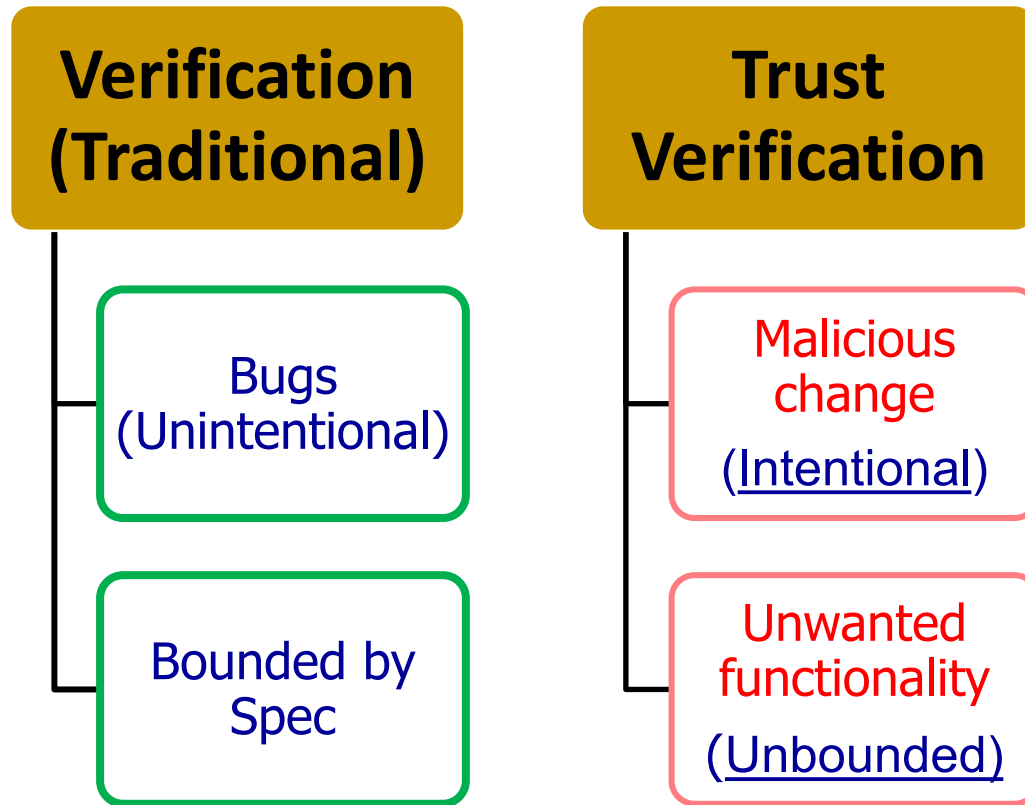 Verification
(Traditional)
Bugs
(Unintentional)
Bounded by
Spec
Trust
Verification
Malicious
change
(Intentional)
Unwanted
functionality
(Unbounded)